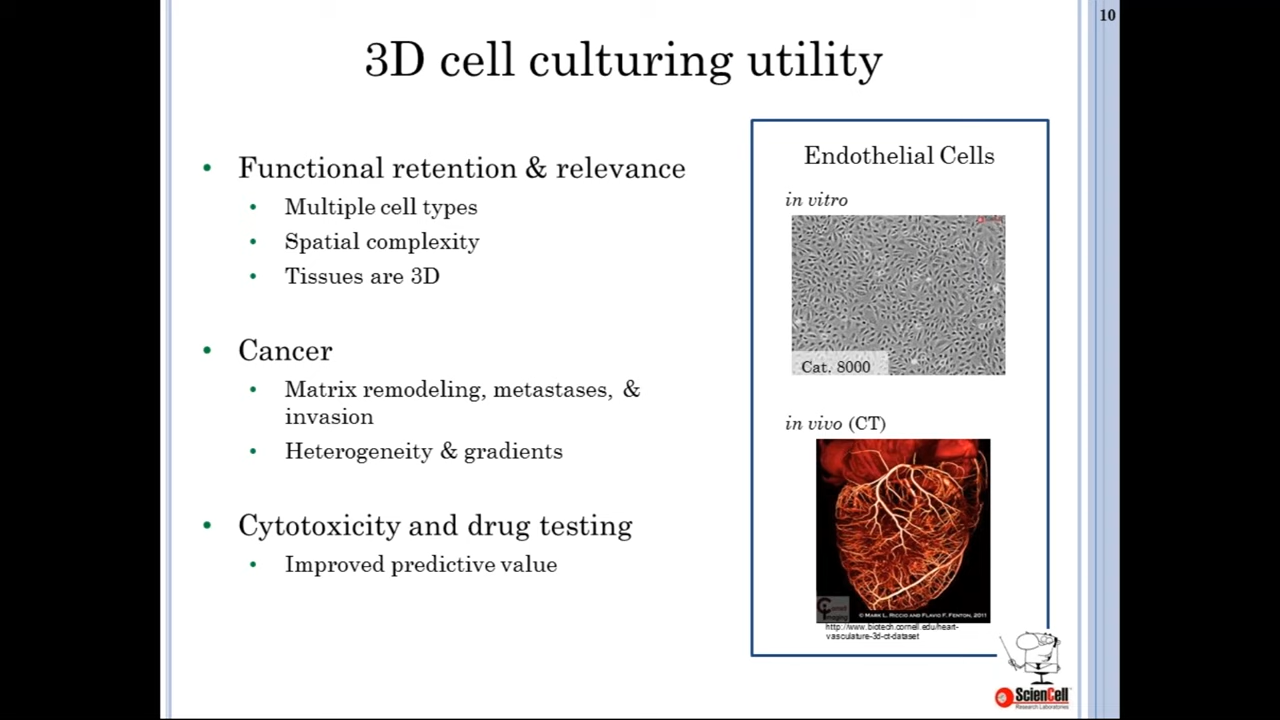 10
3D cell culturing utility
• Functional retention & relevance
• Multiple cell types
• Spatial complexity
• Tissues are 3D
• Cancer
• Matrix remodeling, metastases, &
invasion
• Heterogeneity & gradients
• Cytotoxicity and drug testing
• Improved predictive value
Endothelial Cells
in vitro
Cat. 8000
in vivo (CT)
© Mark L. Riccio and Flavio F. Fenton, 2011
http://www.biotech.cornell.edu/heart-
vasculature-3d-ct-dataset
ScienCell
Research Laboratories